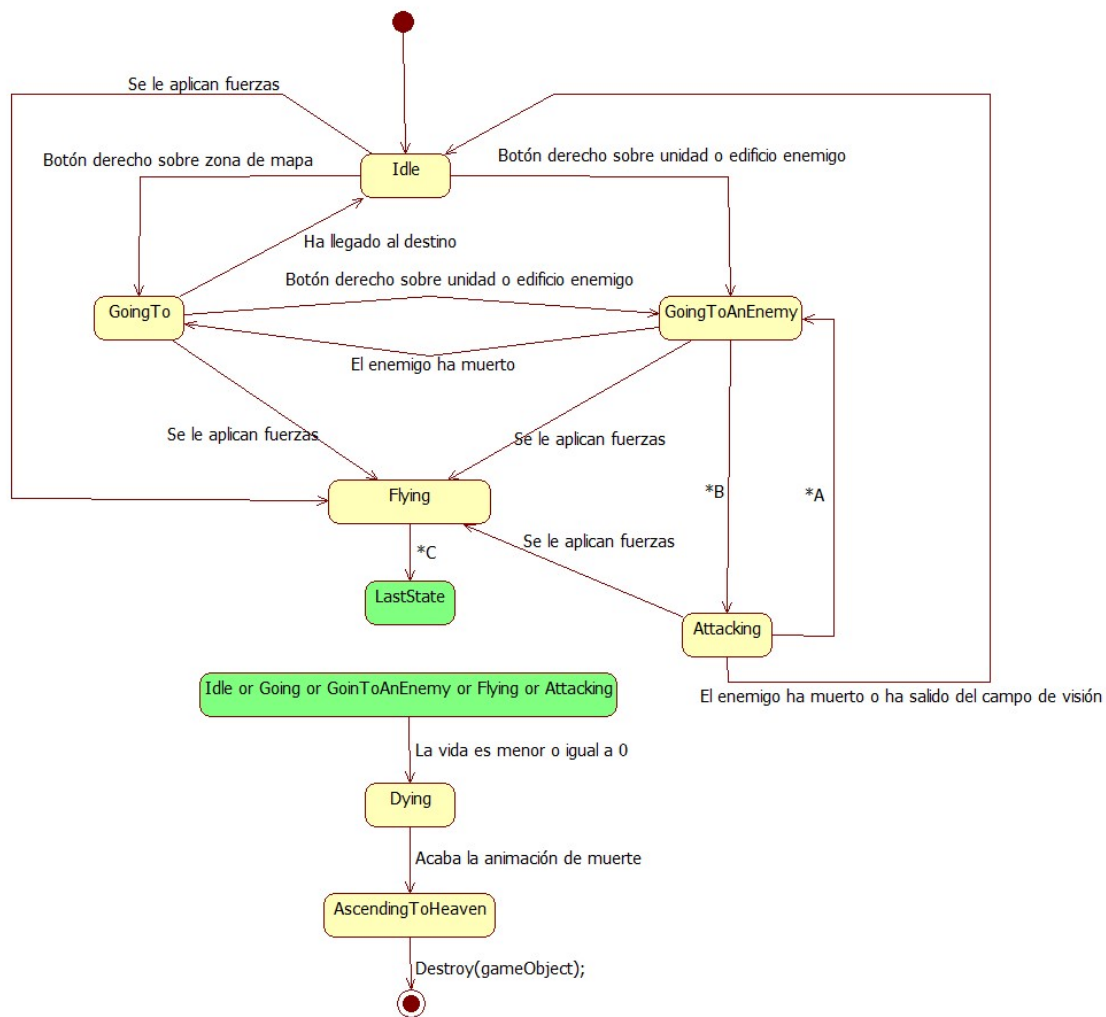 Se le aplican fuerzas
Botón derecho sobre zona de mapa
Botón derecho sobre unidad o edificio enemigo
Idle
Ha llegado al destino
Botón derecho sobre unidad o edificio enemigo
GoingTo
GoingToAnEnemy
El enemigo ha muerto
Se le aplican fuerzas
Se le aplican fuerzas
Flying
*B
*A
Se le aplican fuerzas
*C
LastState
Attacking
Idle or Going or GoinToAnEnemy or Flying or Attacking
El enemigo ha muerto o ha salido del campo de visión
La vida es menor o igual a 0
Dying
Acaba la animación de muerte
AscendingToHeaven
Destroy(gameObject);